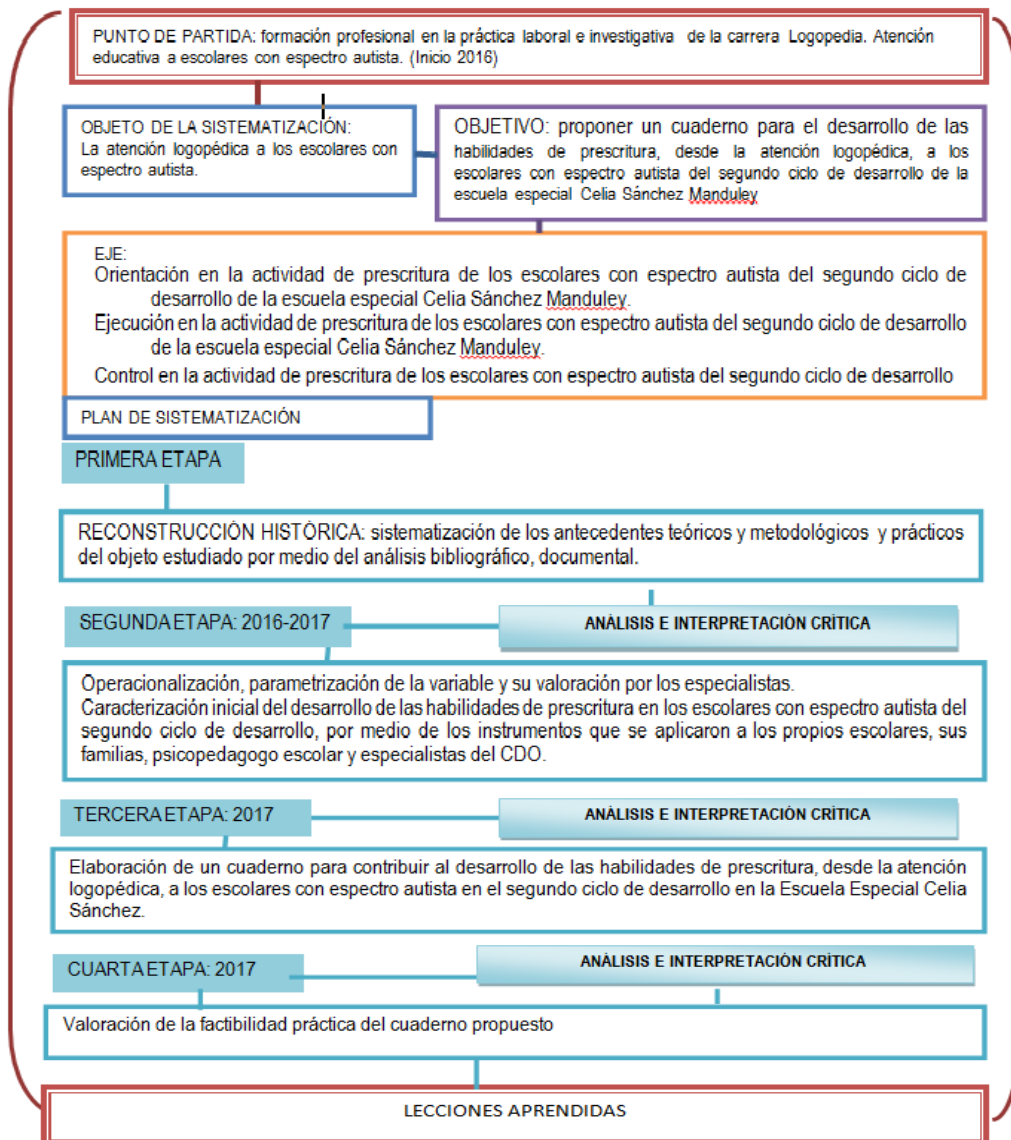 PUNTO DE PARTIDA: formación profesional en la práctica laboral e investigativa de la carrera Logopedia. Atención
educativa a escolares con espectro autista. (Inicio 2016)
OBJETO DE LA SISTEMATIZACIÓN:
La atención logopédica a los escolares con
espectro autista.
OBJETIVO: proponer un cuaderno para el desarrollo de las
habilidades de prescritura, desde la atención logopédica, a los
escolares con espectro autista del segundo ciclo de desarrollo de la
escuela especial Celia Sánchez Manduley
EJE:
Orientación en la actividad de prescritura de los escolares con espectro autista del segundo ciclo de
desarrollo de la escuela especial Celia Sánchez Manduley.
Ejecución en la actividad de prescritura de los escolares con espectro autista del segundo ciclo de desarrollo
de la escuela especial Celia Sánchez Manduley.
Control en la actividad de prescritura de los escolares con espectro autista del segundo ciclo de desarrollo
PLAN DE SISTEMATIZACIÓN
PRIMERA ETAPA
RECONSTRUCCIÓN HISTÓRICA: sistematización de los antecedentes teóricos y metodológicos y prácticos
del objeto estudiado por medio del análisis bibliográfico, documental.
SEGUNDA ETAPA: 2016-2017
ANÁLISIS E INTERPRETACIÓN CRÍTICA
Operacionalización, parametrización de la variable y su valoración por los especialistas.
Caracterización inicial del desarrollo de las habilidades de prescritura en los escolares con espectro autista del
segundo ciclo de desarrollo, por medio de los instrumentos que se aplicaron a los propios escolares, sus
familias, psicopedagogo escolar y especialistas del CDO.
TERCERA ETAPA: 2017
ANÁLISIS E INTERPRETACIÓN CRÍTICA
Elaboración de un cuaderno para contribuir al desarrollo de las habilidades de prescritura, desde la atención
logopédica, a los escolares con espectro autista en el segundo ciclo de desarrollo en la Escuela Especial Celia
Sánchez.
CUARTA ETAPA: 2017
ANÁLISIS E INTERPRETACIÓN CRÍTICA
Valoración de la factibilidad práctica del cuaderno propuesto
LECCIONES APRENDIDAS